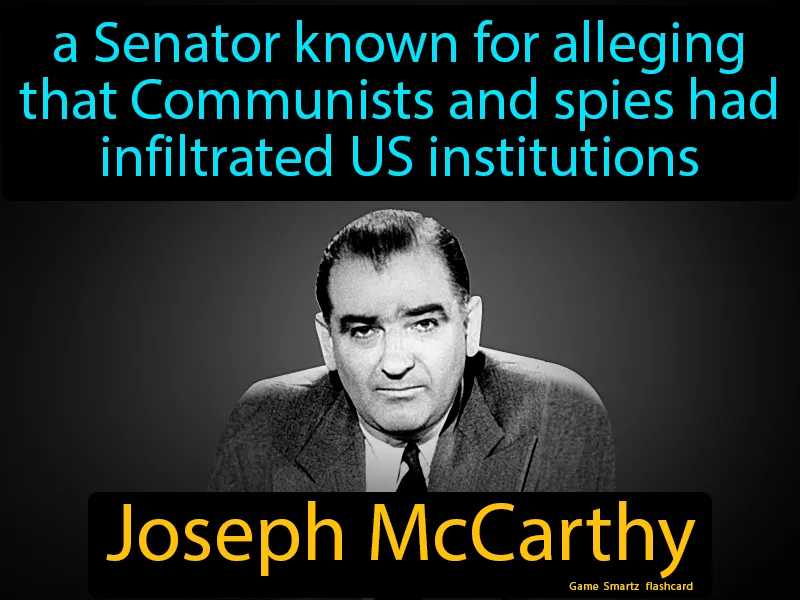 a Senator known for alleging
that Communists and spies had
infiltrated US institutions
Joseph McCarthy
Game Smartz flashcard